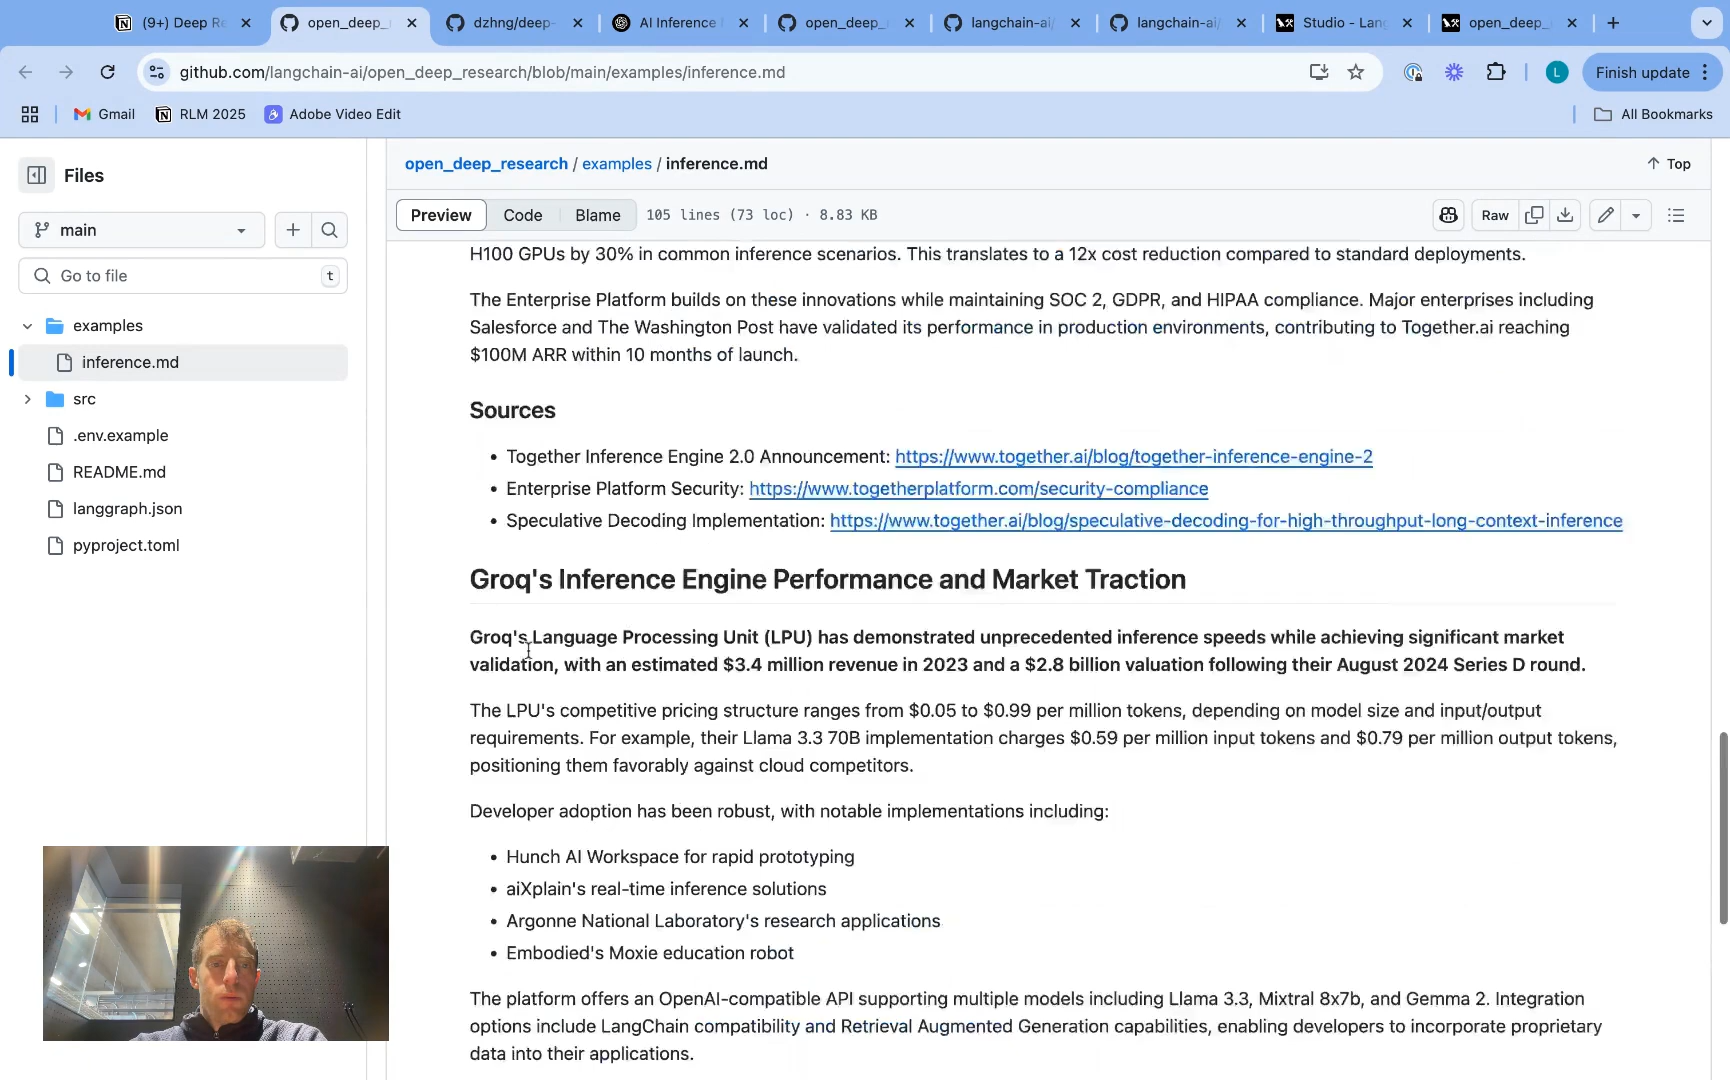 (9+) Deep Re
open_deep_
dzhng/deep-
AI Inference
open_deep_
langchain-ai/
langchain-ai/
Studio - Lang
open_deep_
github.com/langchain-ai/open_deep_research/blob/main/examples/inference.md
L
Finish update
Gmail
RLM 2025
Adobe Video Edit
All Bookmarks
Files
main
Go to file
t
examples
inference.md
src
.env.example
README.md
langgraph.json
pyproject.toml
open_deep_research / examples / inference.md
Top
Preview
Code
Blame
105 lines (73 loc) · 8.83 KB
Raw
H100 GPUs by 30% in common inference scenarios. This translates to a 12x cost reduction compared to standard deployments.
The Enterprise Platform builds on these innovations while maintaining SOC 2, GDPR, and HIPAA compliance. Major enterprises including
Salesforce and The Washington Post have validated its performance in production environments, contributing to Together.ai reaching
$100M ARR within 10 months of launch.
Sources
• Together Inference Engine 2.0 Announcement: https://www.together.ai/blog/together-inference-engine-2
• Enterprise Platform Security: https://www.togetherplatform.com/security-compliance
• Speculative Decoding Implementation: https://www.together.ai/blog/speculative-decoding-for-high-throughput-long-context-inference
Groq's Inference Engine Performance and Market Traction
Groq's Language Processing Unit (LPU) has demonstrated unprecedented inference speeds while achieving significant market
validation, with an estimated $3.4 million revenue in 2023 and a $2.8 billion valuation following their August 2024 Series D round.
The LPU's competitive pricing structure ranges from $0.05 to $0.99 per million tokens, depending on model size and input/output
requirements. For example, their Llama 3.3 70B implementation charges $0.59 per million input tokens and $0.79 per million output tokens,
positioning them favorably against cloud competitors.
Developer adoption has been robust, with notable implementations including:
• Hunch AI Workspace for rapid prototyping
• aiXplain's real-time inference solutions
• Argonne National Laboratory's research applications
• Embodied's Moxie education robot
The platform offers an OpenAI-compatible API supporting multiple models including Llama 3.3, Mixtral 8x7b, and Gemma 2. Integration
options include LangChain compatibility and Retrieval Augmented Generation capabilities, enabling developers to incorporate proprietary
data into their applications.